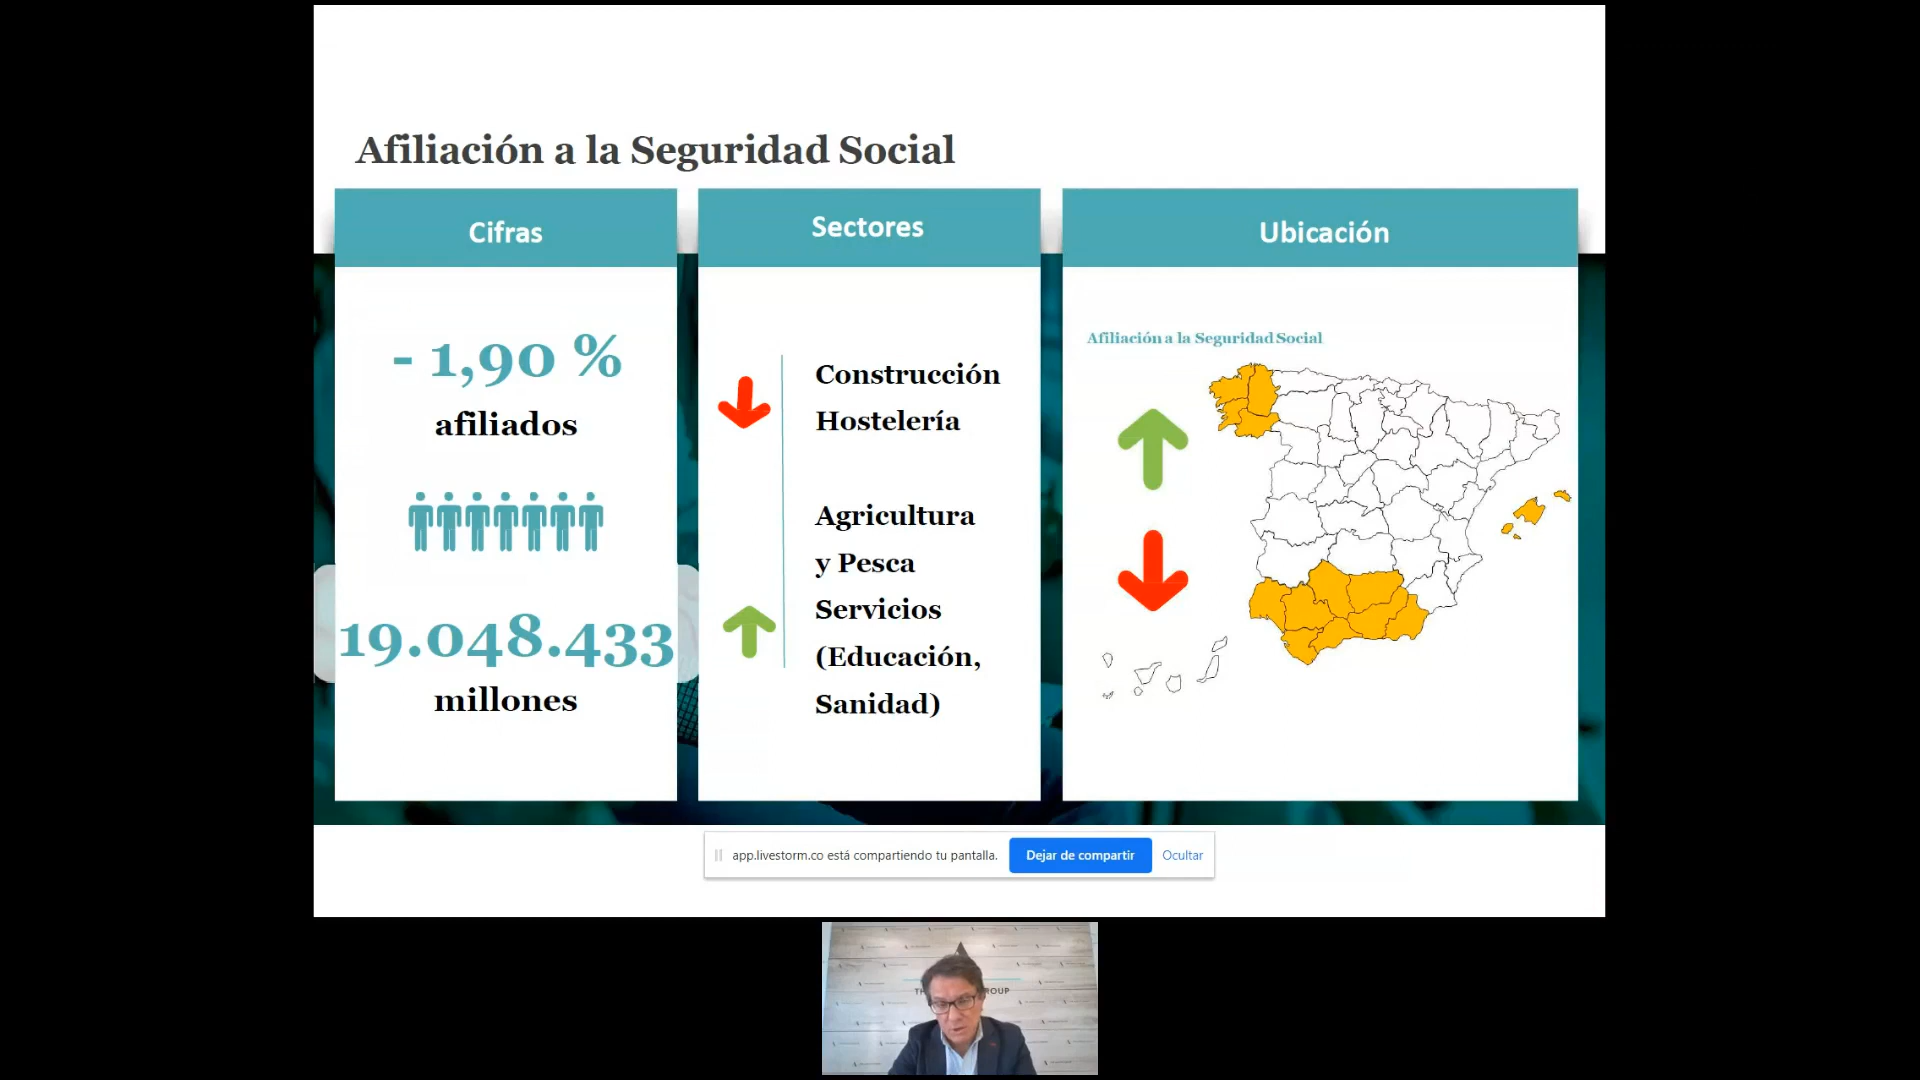 Afiliación a la Seguridad Social
Cifras
- 1,90 %
afiliados
19.048.433
millones
Sectores
Construcción
Hostelería
Agricultura
y Pesca
Servicios
(Educación,
Sanidad)
Ubicación
Afiliación a la Seguridad Social
app.livestorm.co está compartiendo tu pantalla.
Dejar de compartir
Ocultar